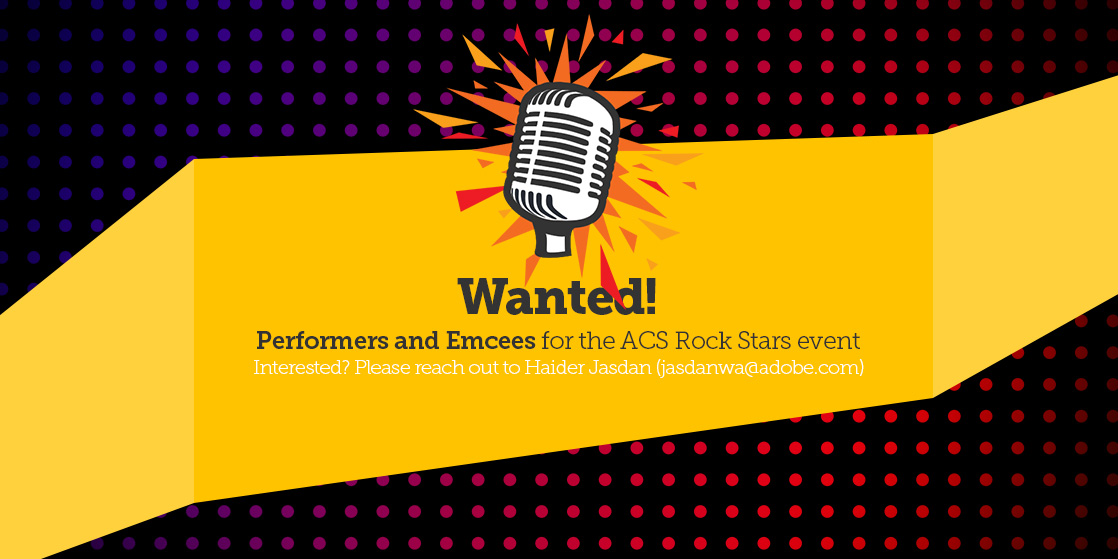 Wanted!
Performers and Emcees for the ACS Rock Stars event
Interested? Please reach out to Haider Jasdan (jasdanwa@adobe.com)